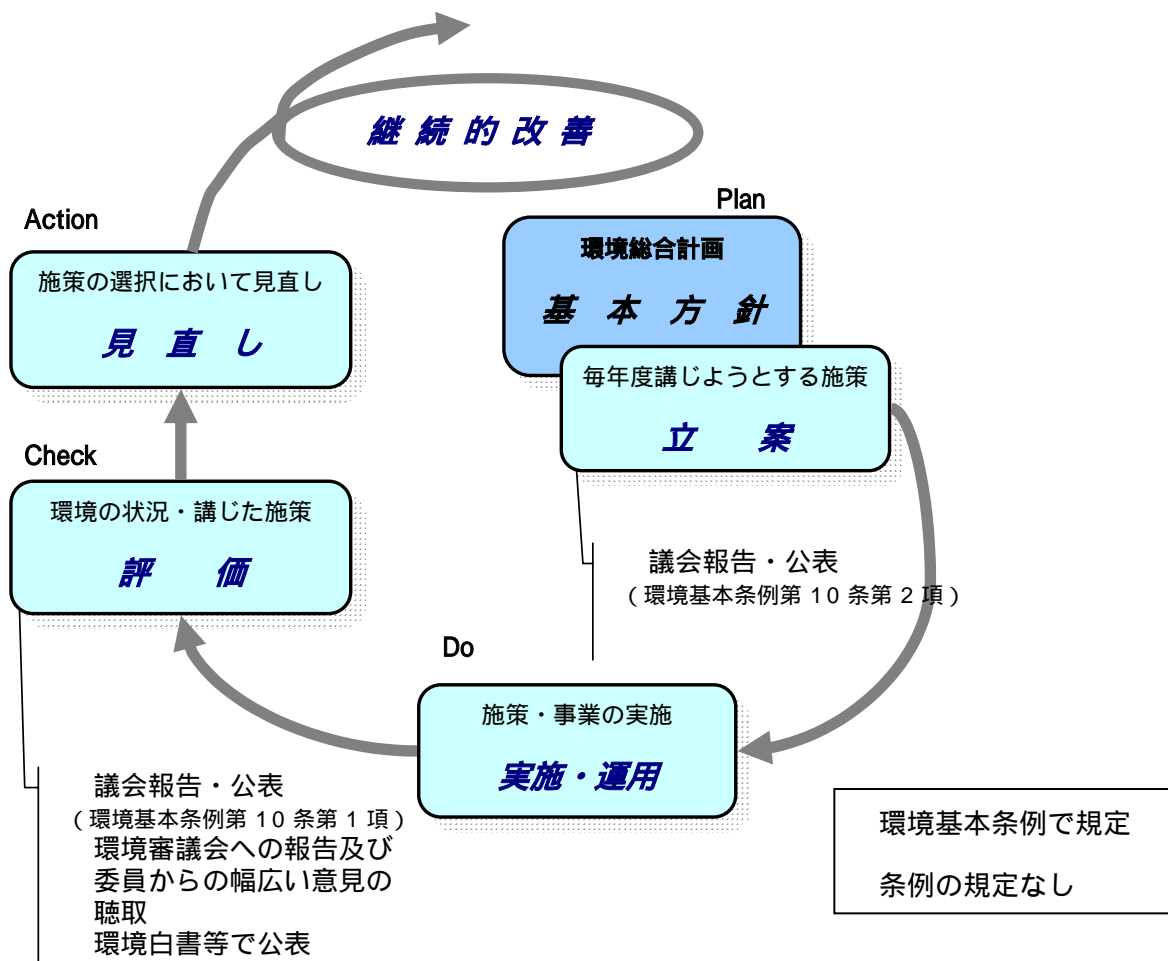 継続的改善
Plan
環境総合計画
基 本 方 針
毎年度講じようとする施策
立 案
議会報告・公表
(環境基本条例第10条第2項)
Do
施策・事業の実施
実施・運用
Check
環境の状況・講じた施策
評 価
議会報告・公表
(環境基本条例第10条第1項)
環境審議会への報告及び
委員からの幅広い意見の
聴取
環境白書等で公表
Action
施策の選択において見直し
見 直 し
環境基本条例で規定
条例の規定なし